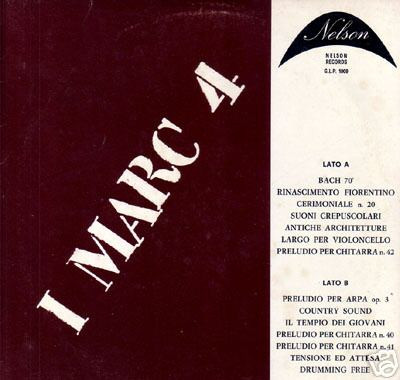 I MARC 4
Nelson
NELSON
RECORDS
LATO A
BACH 70'
RINASCIMENTO FIORENTINO
CERIMONIALE n. 20
SUONI CREPUSCOLARI
ANTICHE ARCHITETTURE
LARGO PER VIOLONCELLO
PRELUDIO PER CHITARRA n. 42
LATO B
PRELUDIO PER ARPA op. 3
COUNTRY SOUND
IL TEMPIO DEI GIOVANI
PRELUDIO PER CHITARRA n. 40
PRELUDIO PER CHITARRA n. 41
TENSIONE ED ATTESA
DRUMMING FREE